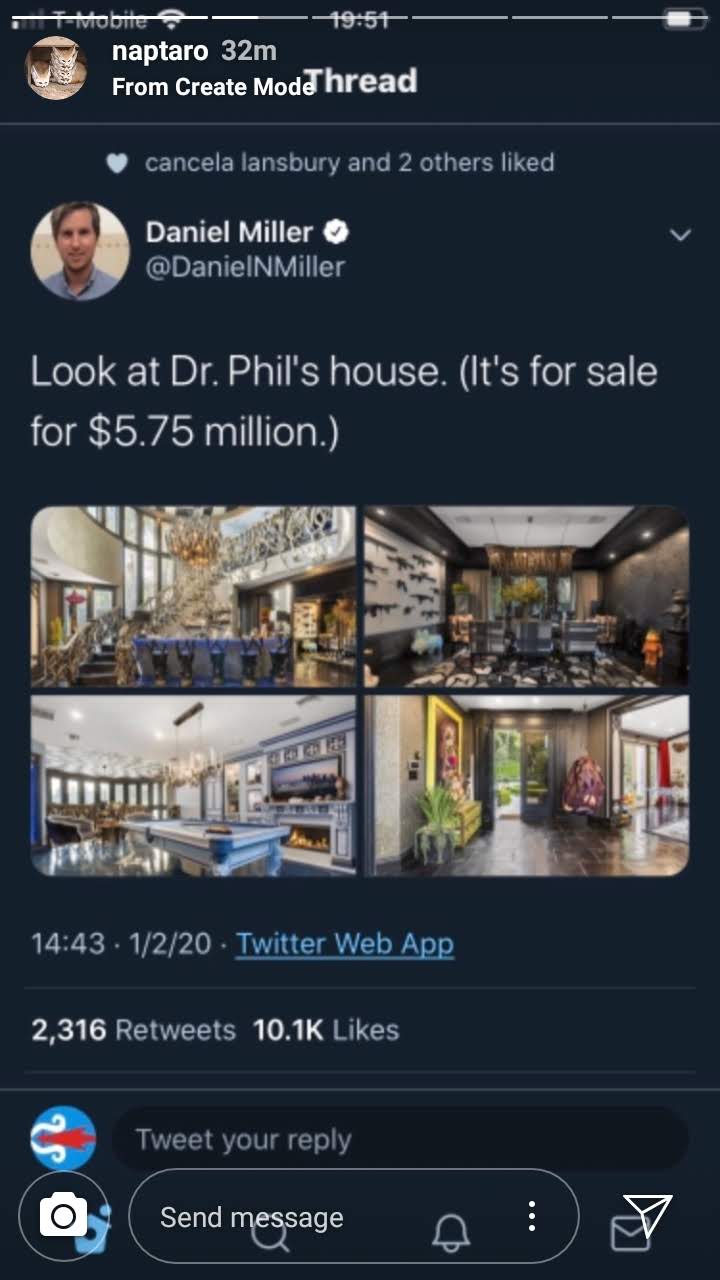 T-Mobile 19:51
naptaro 32m
From Create Mode
Thread
cancela lansbury and 2 others liked
Daniel Miller
@DanielNMiller
Look at Dr. Phil's house. (It's for sale
for $5.75 million.)
14:43 · 1/2/20 · Twitter Web App
2,316 Retweets 10.1K Likes
Tweet your reply
Send message